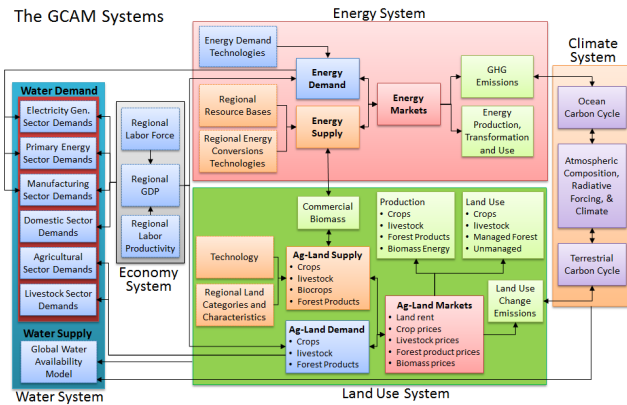 The GCAM Systems
Energy System
Energy Demand
Technologies
Energy
Demand
Regional
Resource Bases
Regional Energy
Conversions
Technologies
Energy
Supply
Energy
Markets
GHG
Emissions
Energy
Production,
Transformation
and Use
Climate
System
Ocean
Carbon Cycle
Atmospheric
Composition,
Radiative
Forcing, &
Climate
Terrestrial
Carbon Cycle
Water Demand
Electricity Gen.
Sector Demands
Primary Energy
Sector Demands
Manufacturing
Sector Demands
Domestic Sector
Demands
Agricultural
Sector Demands
Livestock Sector
Demands
Water Supply
Global Water
Availability
Model
Water System
Regional
Labor Force
Regional
GDP
Regional
Labor
Productivity
Economy
System
Commercial
Biomass
Technology
Regional Land
Categories and
Characteristics
Ag-Land Supply
• Crops
• livestock
• Biocrops
• Forest Products
Ag-Land Demand
• Crops
• livestock
• Forest Products
Production
• Crops
• livestock
• Forest Products
• Biomass Energy
Land Use
• Crops
• livestock
• Managed Forest
• Unmanaged
Ag-Land Markets
• Land rent
• Crop prices
• Livestock prices
• Forest product prices
• Biomass prices
Land Use
Change
Emissions
Land Use System